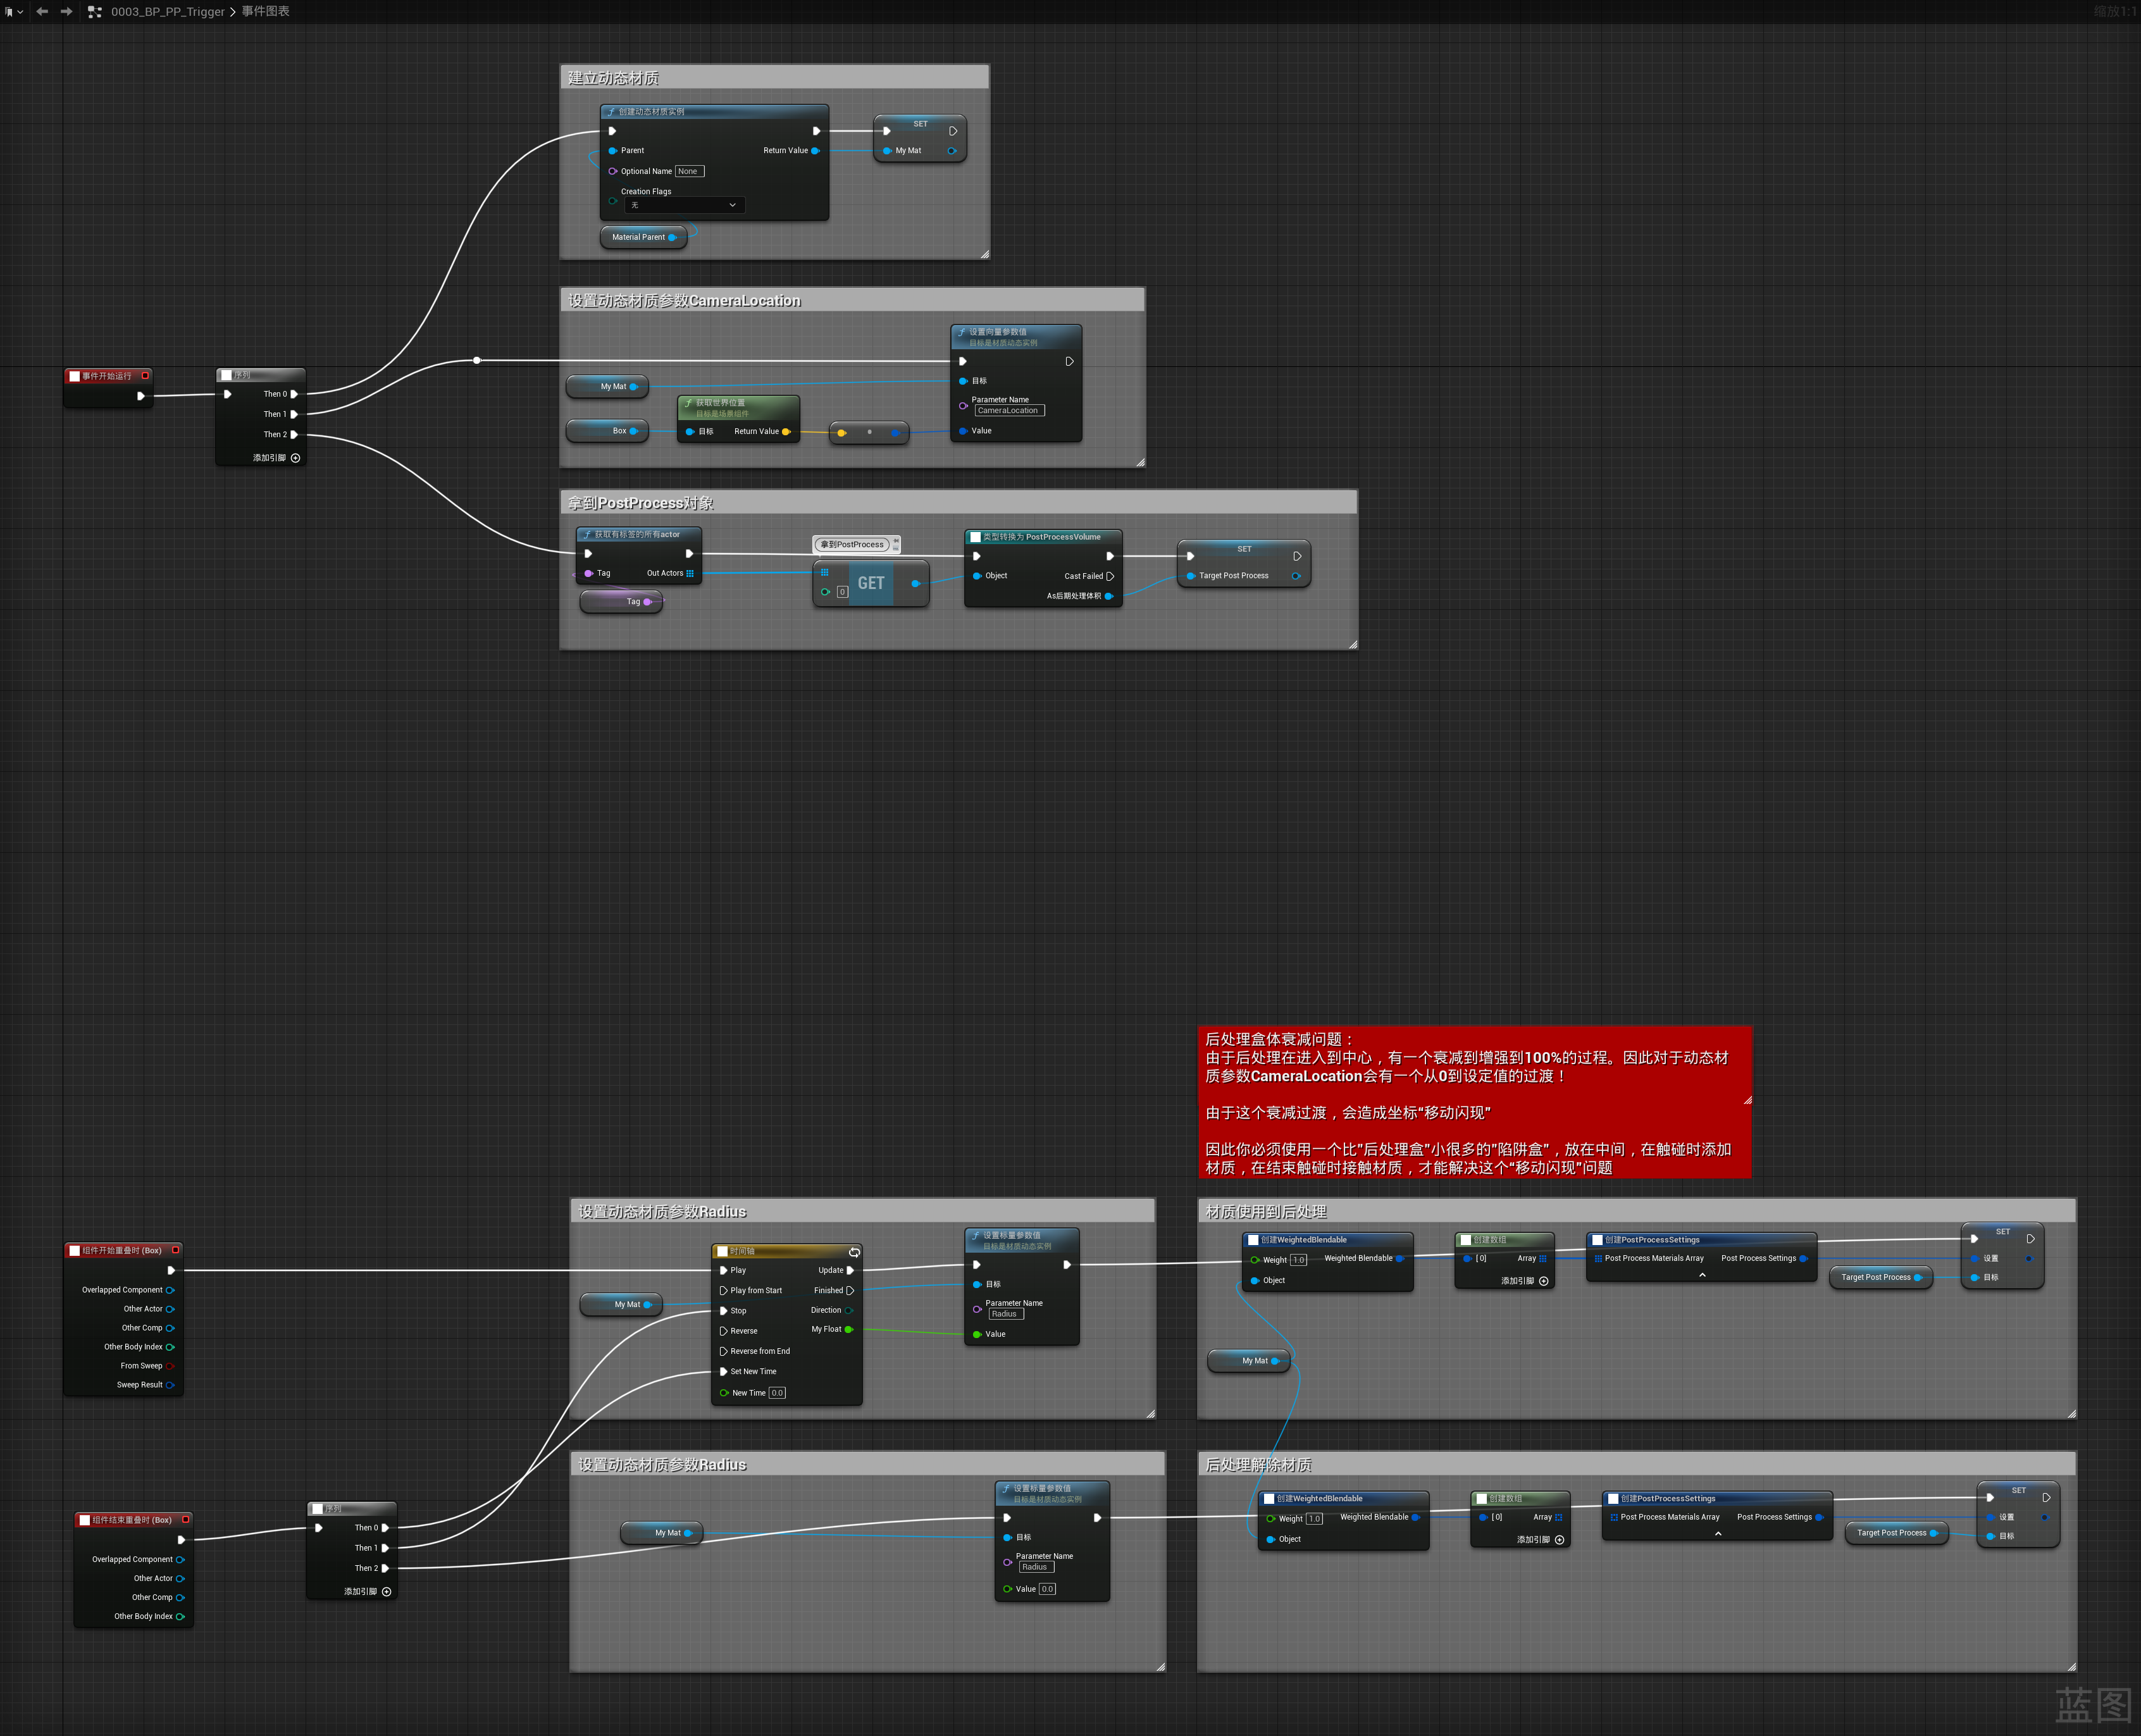 0003_BP_PP_Trigger
事件图表
缩放1:1
建立动态材质
创建动态材质实例
Parent
Return Value
Optional Name
None
Creation Flags
无
SET
My Mat
Material Parent
设置动态材质参数CameraLocation
设置向量参数值
目标是材质动态实例
目标
Parameter Name
CameraLocation
Value
My Mat
Box
获取世界位置
目标是场景组件
目标
Return Value
事件开始运行
序列
Then 0
Then 1
Then 2
添加引脚
拿到PostProcess对象
获取有标签的所有actor
Tag
Out Actors
Tag
拿到PostProcess
0
GET
类型转换为 PostProcessVolume
Object
Cast Failed
As后期处理体积
SET
Target Post Process
后处理盒体衰减问题：
由于后处理在进入到中心，有一个衰减到增强到100%的过程。因此对于动态材
质参数CameraLocation会有一个从0到设定值的过渡！
由于这个衰减过渡，会造成坐标“移动闪现”
因此你必须使用一个比"后处理盒"小很多的"陷阱盒"，放在中间，在触碰时添加
材质，在结束触碰时接触材质，才能解决这个“移动闪现”问题
组件开始重叠时 (Box)
Overlapped Component
Other Actor
Other Comp
Other Body Index
From Sweep
Sweep Result
设置动态材质参数Radius
My Mat
时间轴
Play
Update
Play from Start
Finished
Stop
Direction
Reverse
My Float
Reverse from End
Set New Time
New Time
0.0
设置标量参数值
目标是材质动态实例
目标
Parameter Name
Radius
Value
材质使用到后处理
创建WeightedBlendable
Weight
1.0
Weighted Blendable
Object
创建数组
[0]
Array
添加引脚
创建PostProcessSettings
Post Process Materials Array
Post Process Settings
Target Post Process
SET
设置
目标
My Mat
组件结束重叠时 (Box)
Overlapped Component
Other Actor
Other Comp
Other Body Index
序列
Then 0
Then 1
Then 2
添加引脚
设置动态材质参数Radius
My Mat
设置标量参数值
目标是材质动态实例
目标
Parameter Name
Radius
Value
0.0
后处理解除材质
创建WeightedBlendable
Weight
1.0
Weighted Blendable
Object
创建数组
[0]
Array
添加引脚
创建PostProcessSettings
Post Process Materials Array
Post Process Settings
Target Post Process
SET
设置
目标
蓝图